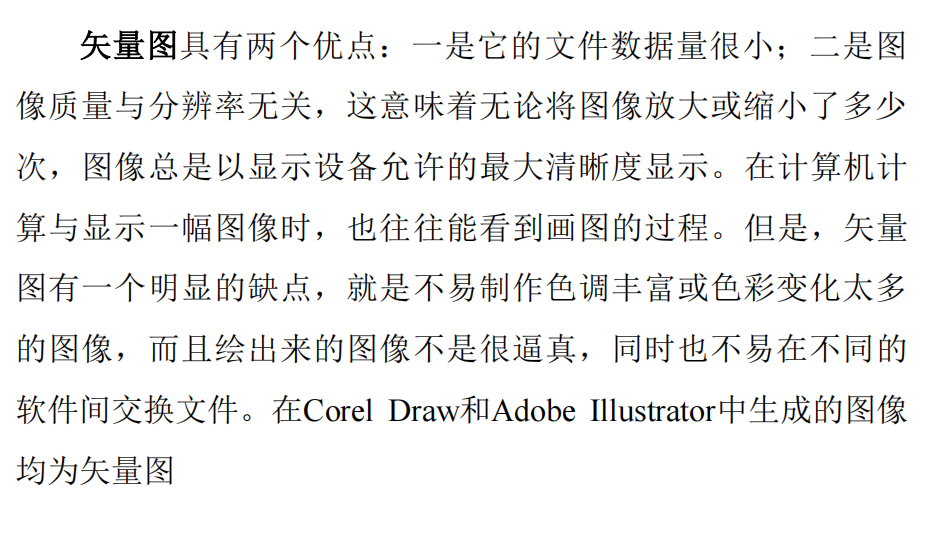 矢量图具有两个优点：一是它的文件数据量很小；二是图
像质量与分辨率无关，这意味着无论将图像放大或缩小了多少
次，图像总是以显示设备允许的最大清晰度显示。在计算机计
算与显示一幅图像时，也往往能看到画图的过程。但是，矢量
图有一个明显的缺点，就是不易制作色调丰富或色彩变化太多
的图像，而且绘出来的图像不是很逼真，同时也不易在不同的
软件间交换文件。在Corel Draw和Adobe Illustrator中生成的图像
均为矢量图